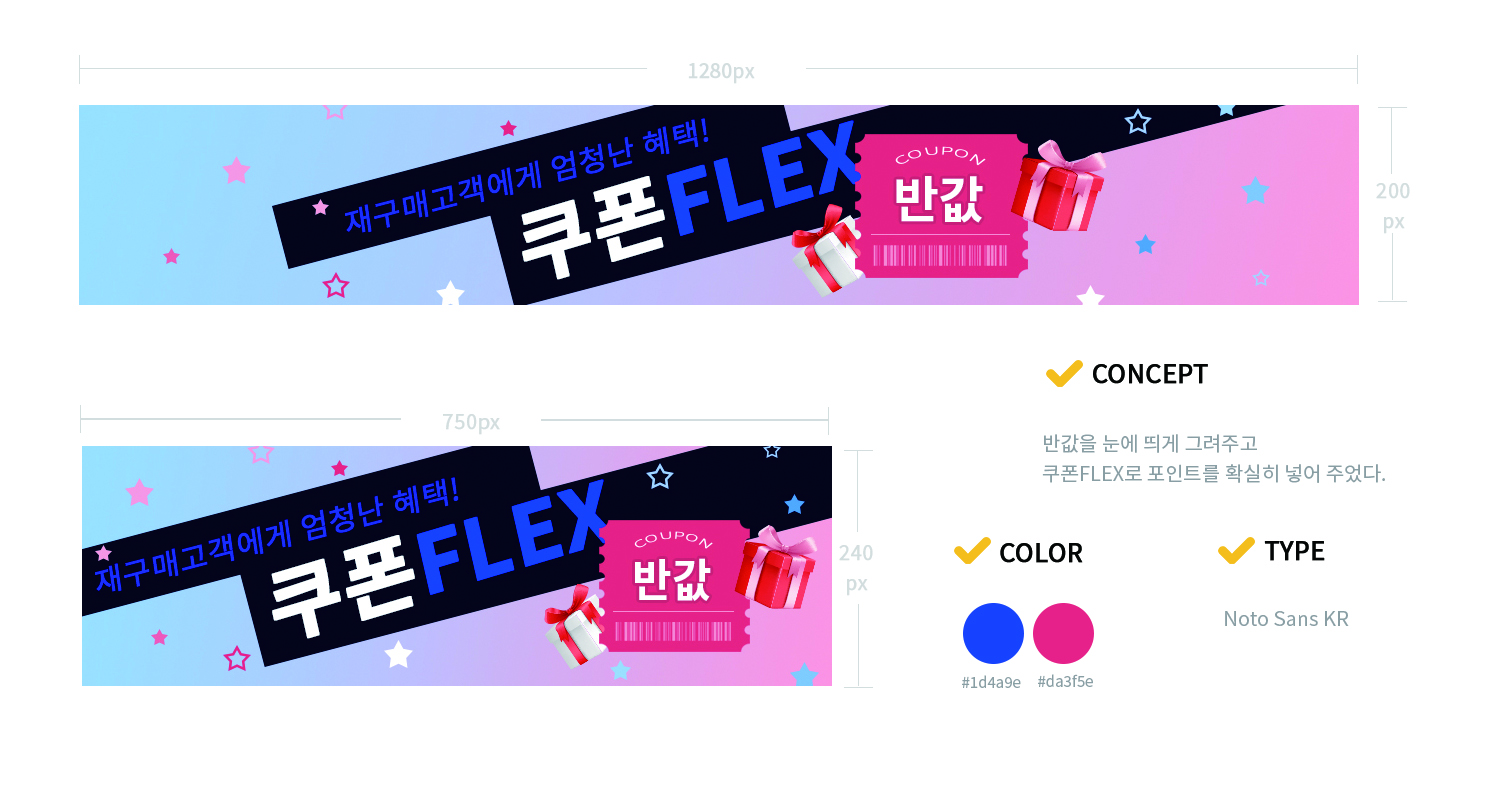 1280px
재구매고객에게 엄청난 혜택!
쿠폰FLEX
COUPON
반값
200
px
750px
재구매고객에게 엄청난 혜택!
쿠폰FLEX
COUPON
반값
240
px
CONCEPT
반값을 눈에 띄게 그려주고
쿠폰FLEX로 포인트를 확실히 넣어 주었다.
COLOR
#1d4a9e
#da3f5e
TYPE
Noto Sans KR